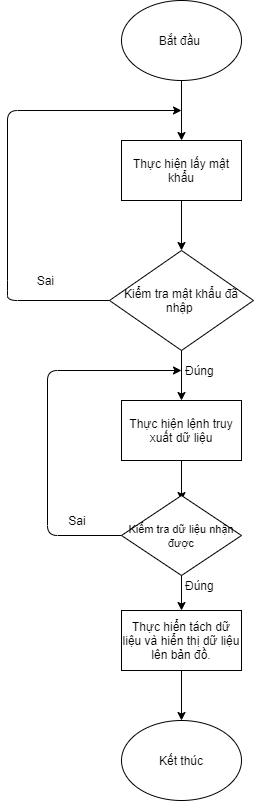 Bắt đầu
Thực hiện lấy mật
khẩu
Sai
Kiểm tra mật khẩu đã
nhập
Đúng
Thực hiện lệnh truy
xuất dữ liệu
Sai
Kiểm tra dữ liệu nhận
được
Đúng
Thực hiển tách dữ
liệu và hiển thị dữ liệu
lên bản đồ.
Kết thúc